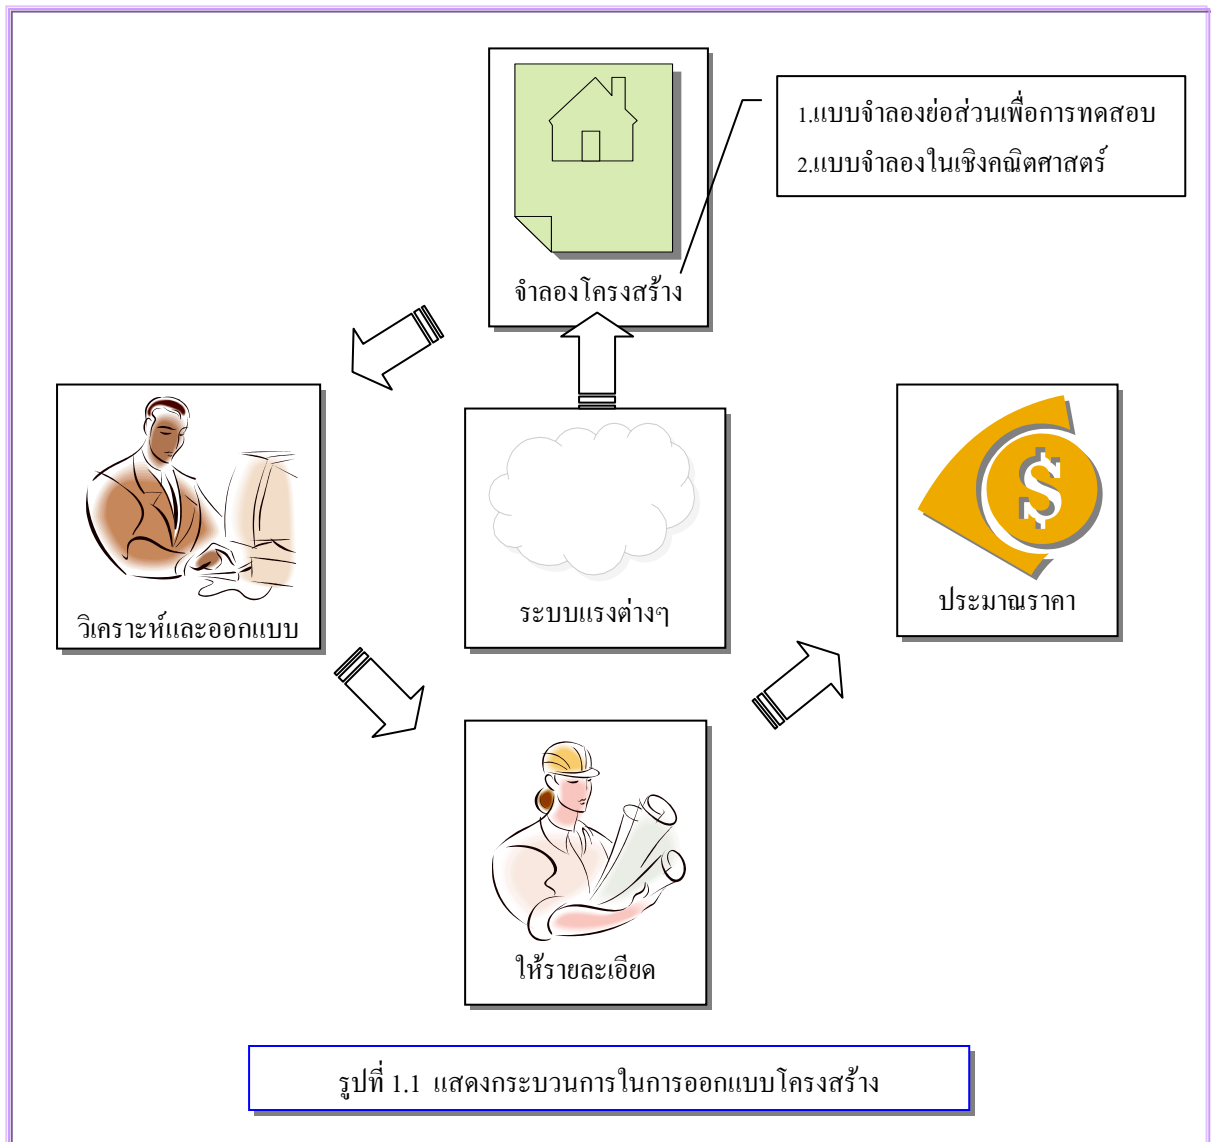 1.แบบจำลองย่อส่วนเพื่อการทดสอบ
2.แบบจำลองในเชิงคณิตศาสตร์
จำลองโครงสร้าง
วิเคราะห์และออกแบบ
ระบบแรงต่างๆ
ประมาณราคา
ให้รายละเอียด
รูปที่ 1.1 แสดงกระบวนการในการออกแบบโครงสร้าง